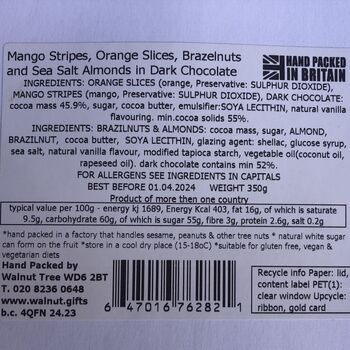 Mango Stripes, Orange Slices, Brazelnuts
and Sea Salt Almonds in Dark Chocolate
HAND PACKED
IN BRITAIN
INGREDIENTS: ORANGE SLICES (orange, Preservative: SULPHUR DIOXIDE),
MANGO STRIPES (mango, Preservative: SULPHUR DIOXIDE), DARK CHOCOLATE:
cocoa mass 45.9%, sugar, cocoa butter, emulsifier:SOYA LECITHIN, natural vanilla
flavouring. min.cocoa solids 55%.
INGREDIENTS: BRAZILNUTS & ALMONDS: cocoa mass, sugar, ALMOND,
BRAZILNUT, cocoa butter, SOYA LECITHIN, glazing agent: shellac, glucose syrup,
sea salt, natural vanilla flavour, modified tapioca starch, vegetable oil(coconut oil,
rapeseed oil). dark chocolate contains min 52%.
FOR ALLERGENS SEE INGREDIENTS IN CAPITALS
BEST BEFORE 01.04.2024 WEIGHT 350g
typical value per 100g - energy kj 1689, Energy Kcal 403, fat 16g, of which is saturate
9.5g, carbohydrate 60g, of which is sugar 55g, fibre 3g, protein 2.6g, salt 0.2g
*hand packed in a factory that handles sesame, peanuts & other tree nuts * natural white
sugar can form on the fruit *store in a cool dry place (15-18oC) *suitable for gluten free, vegan &
vegetarian diets
Hand Packed by
Walnut Tree WD6 2BT
T. 020 8236 0648
www.walnut.gifts
b.c. 4QFN 24.23
6 416047 762821 >
Recycle info Paper: lid,
content label PET(1):
clear window Upcycle:
ribbon, gold card